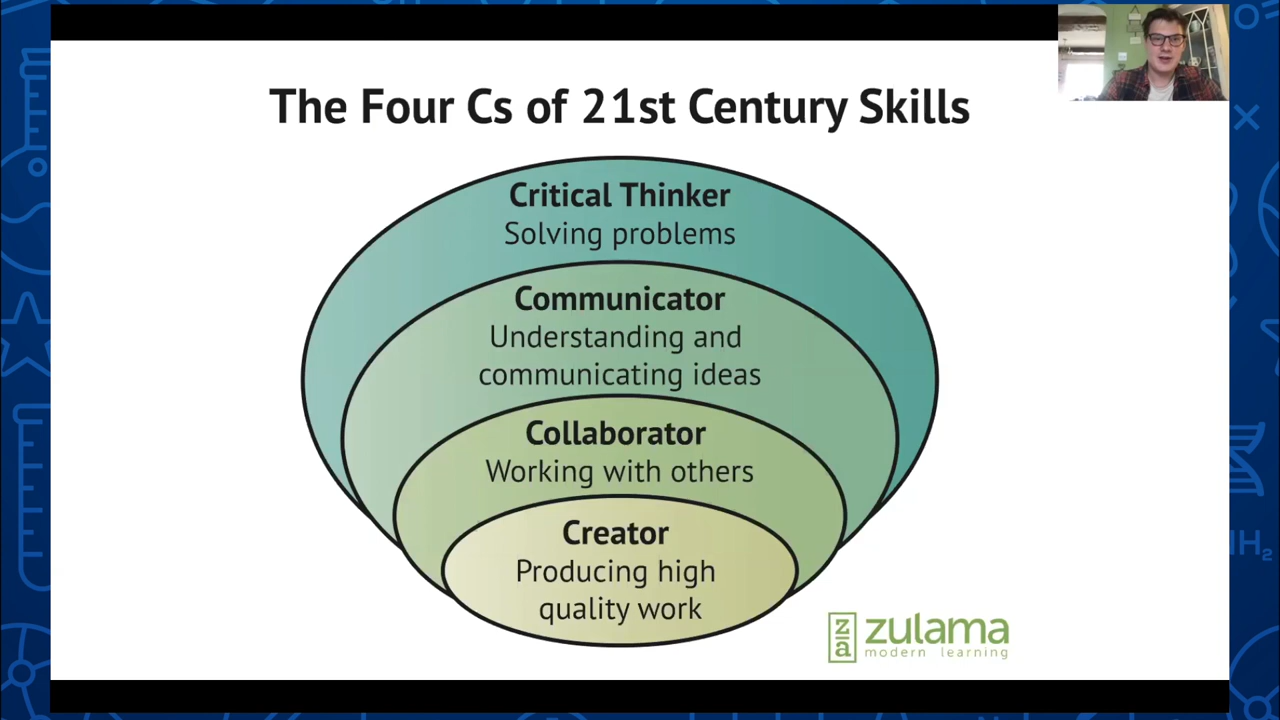 The Four Cs of 21st Century Skills
Critical Thinker
Solving problems
Communicator
Understanding and
communicating ideas
Collaborator
Working with others
Creator
Producing high
quality work
z
a
zulama
modern learning
H₂